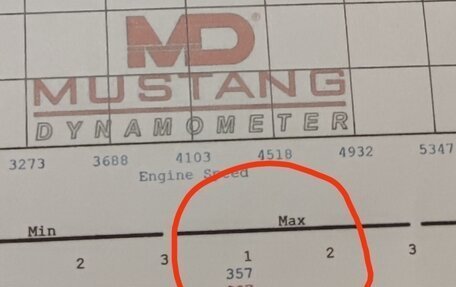 MD®
MUSTANG
DYNAMOMETER
3273 3688 4103 4518 4932 5347
Engine Speed
Min Max
2 3 1 2 3
357